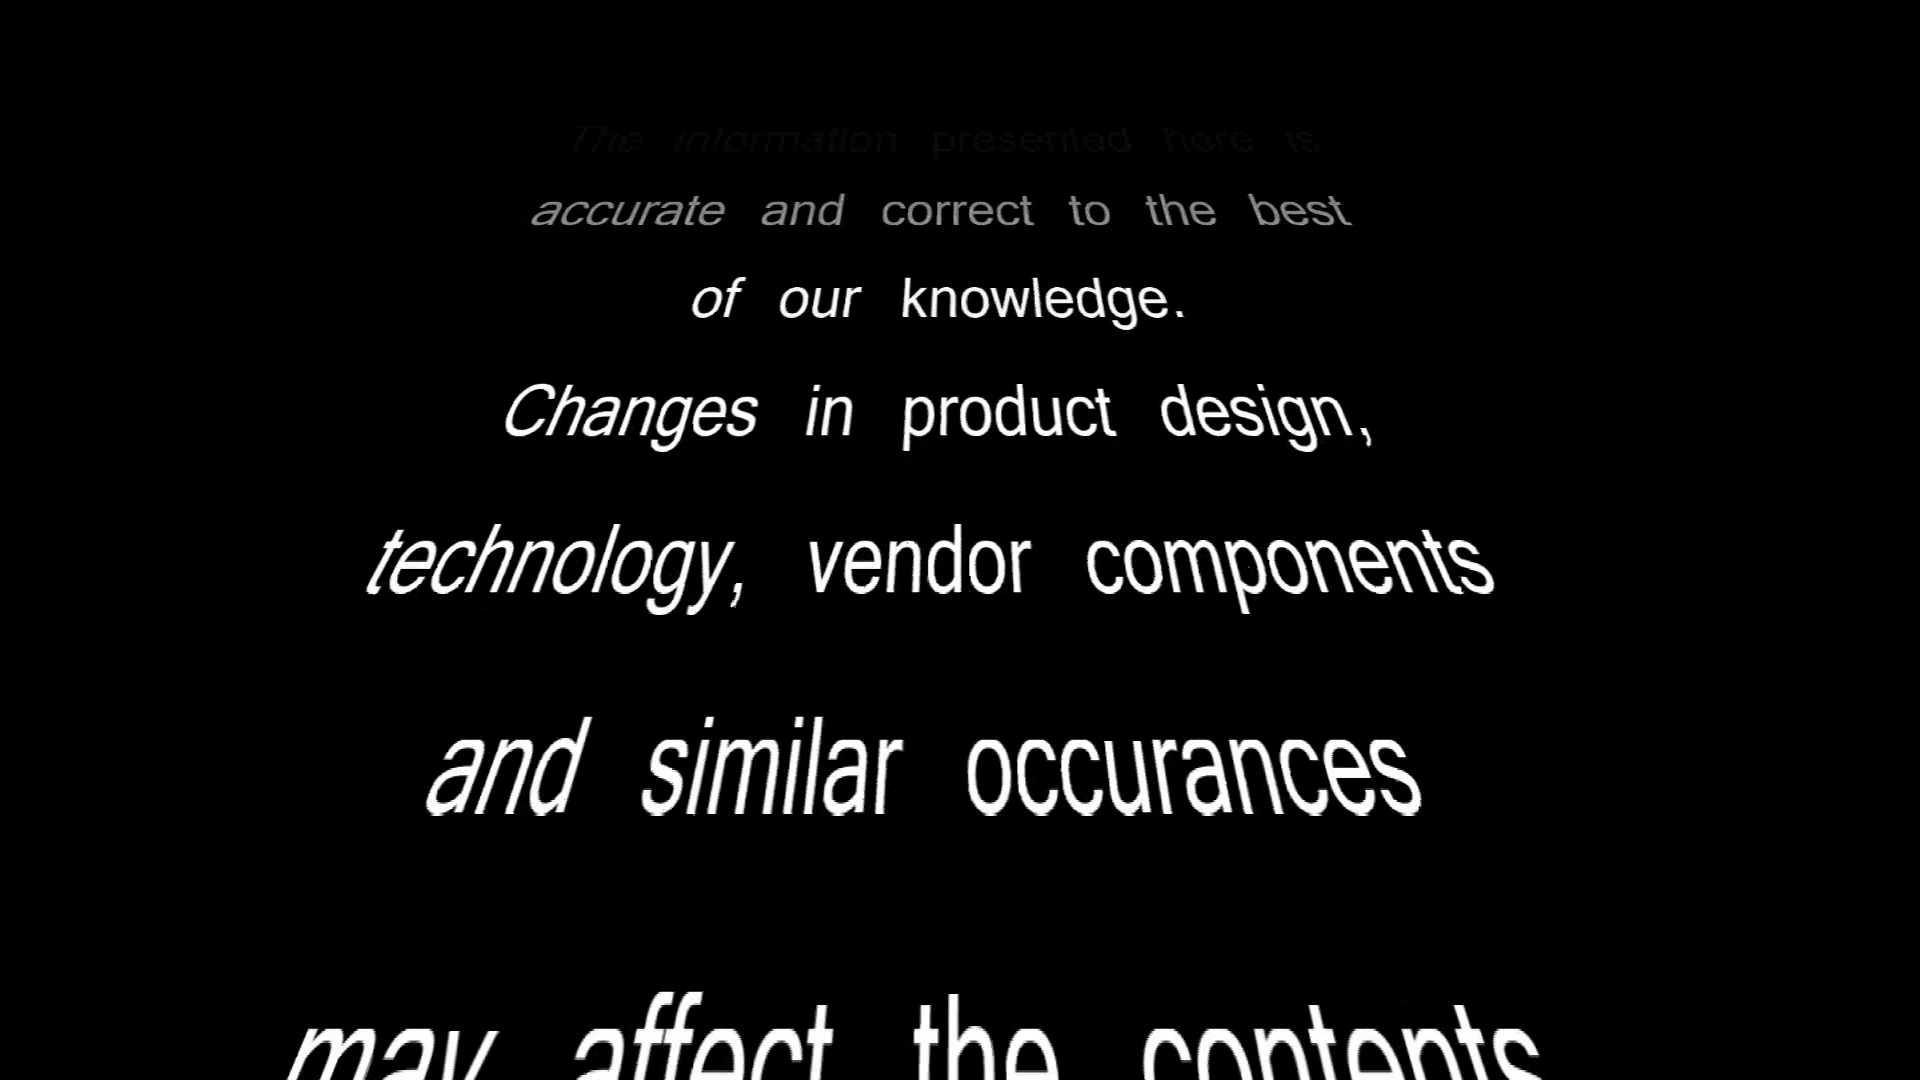 The information presented here is
accurate and correct to the best
of our knowledge.
Changes in product design,
technology, vendor components
and similar occurances
may affect the contents